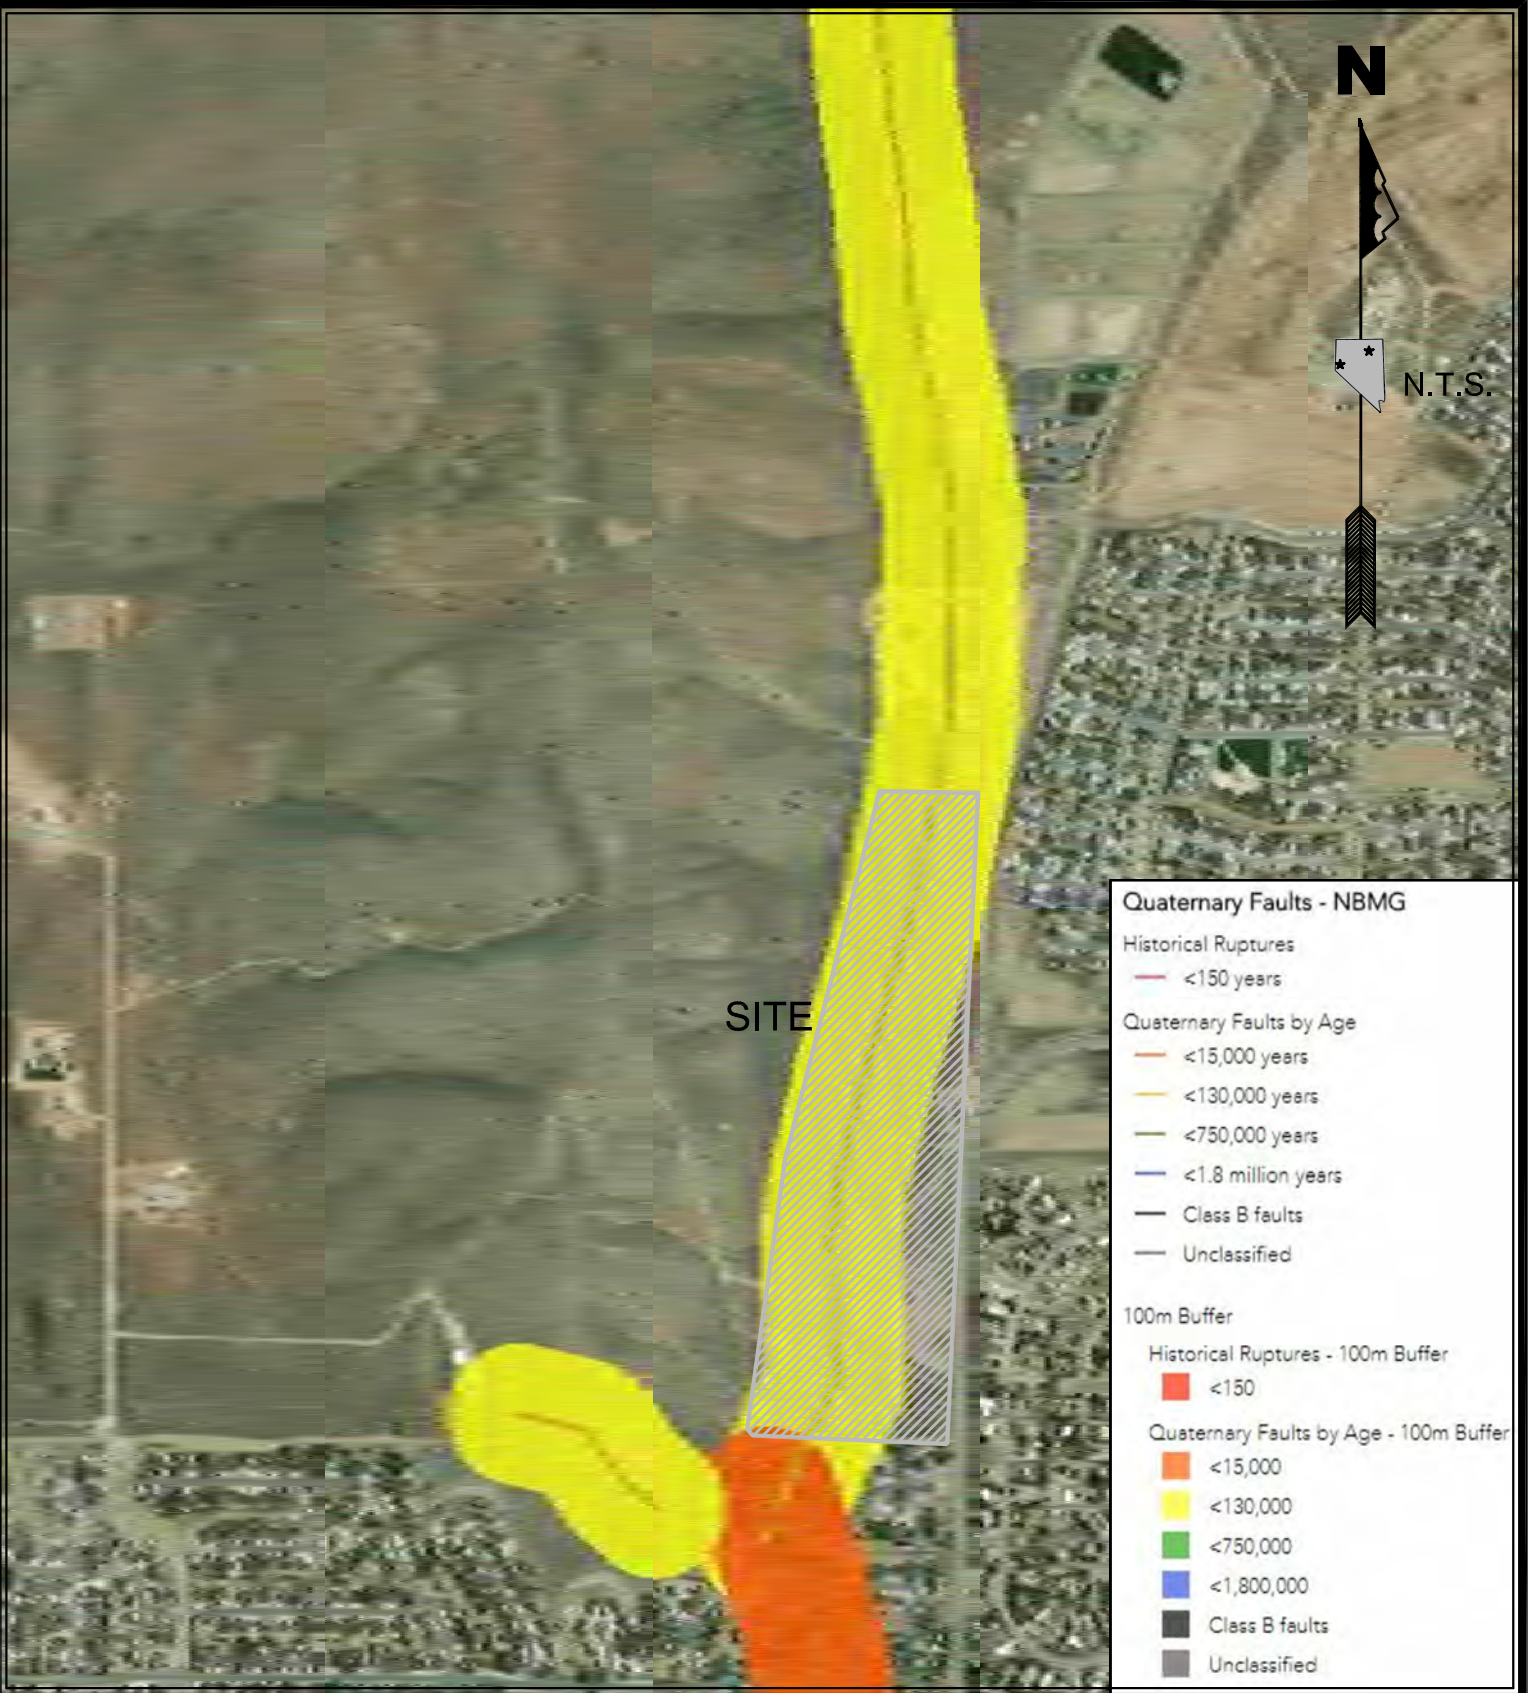 N
N.T.S.
SITE
Quaternary Faults - NBMG
Historical Ruptures
<150 years
Quaternary Faults by Age
<15,000 years
<130,000 years
<750,000 years
<1.8 million years
Class B faults
Unclassified
100m Buffer
Historical Ruptures - 100m Buffer
<150
Quaternary Faults by Age - 100m Buffer
<15,000
<130,000
<750,000
<1,800,000
Class B faults
Unclassified